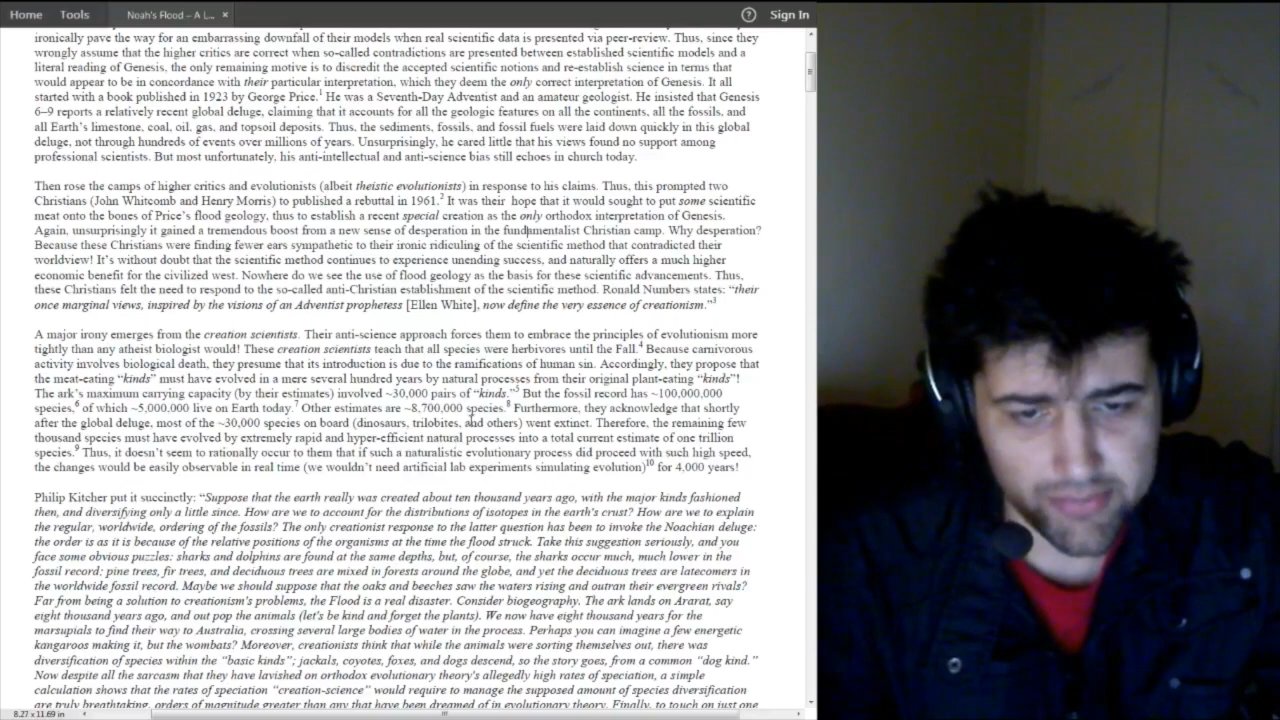 Home Tools Noah's Flood – A L... × ? Sign In
ironically pave the way for an embarrassing downfall of their models when real scientific data is presented via peer-review. Thus, since they
wrongly assume that the higher critics are correct when so-called contradictions are presented between established scientific models and a
literal reading of Genesis, the only remaining motive is to discredit the accepted scientific notions and re-establish science in terms that
would appear to be in concordance with their particular interpretation, which they deem the only correct interpretation of Genesis. It all
started with a book published in 1923 by George Price.1 He was a Seventh-Day Adventist and an amateur geologist. He insisted that Genesis
6–9 reports a relatively recent global deluge, claiming that it accounts for all the geologic features on all the continents, all the fossils, and
all Earth's limestone, coal, oil, gas, and topsoil deposits. Thus, the sediments, fossils, and fossil fuels were laid down quickly in this global
deluge, not through hundreds of events over millions of years. Unsurprisingly, he cared little that his views found no support among
professional scientists. But most unfortunately, his anti-intellectual and anti-science bias still echoes in church today.
Then rose the camps of higher critics and evolutionists (albeit theistic evolutionists) in response to his claims. Thus, this prompted two
Christians (John Whitcomb and Henry Morris) to published a rebuttal in 1961.2 It was their hope that it would sought to put some scientific
meat onto the bones of Price's flood geology, thus to establish a recent special creation as the only orthodox interpretation of Genesis.
Again, unsurprisingly it gained a tremendous boost from a new sense of desperation in the fundamentalist Christian camp. Why desperation?
Because these Christians were finding fewer ears sympathetic to their ironic ridiculing of the scientific method that contradicted their
worldview! It's without doubt that the scientific method continues to experience unending success, and naturally offers a much higher
economic benefit for the civilized west. Nowhere do we see the use of flood geology as the basis for these scientific advancements. Thus,
these Christians felt the need to respond to the so-called anti-Christian establishment of the scientific method. Ronald Numbers states: “their
once marginal views, inspired by the visions of an Adventist prophetess [Ellen White], now define the very essence of creationism.”3
A major irony emerges from the creation scientists. Their anti-science approach forces them to embrace the principles of evolutionism more
tightly than any atheist biologist would! These creation scientists teach that all species were herbivores until the Fall.4 Because carnivorous
activity involves biological death, they presume that its introduction is due to the ramifications of human sin. Accordingly, they propose that
the meat-eating “kinds” must have evolved in a mere several hundred years by natural processes from their original plant-eating “kinds”!
The ark's maximum carrying capacity (by their estimates) involved ~30,000 pairs of “kinds.”5 But the fossil record has ~100,000,000
species,6 of which ~5,000,000 live on Earth today.7 Other estimates are ~8,700,000 species.8 Furthermore, they acknowledge that shortly
after the global deluge, most of the ~30,000 species on board (dinosaurs, trilobites, and others) went extinct. Therefore, the remaining few
thousand species must have evolved by extremely rapid and hyper-efficient natural processes into a total current estimate of one trillion
species.9 Thus, it doesn't seem to rationally occur to them that if such a naturalistic evolutionary process did proceed with such high speed,
the changes would be easily observable in real time (we wouldn't need artificial lab experiments simulating evolution)10 for 4,000 years!
Philip Kitcher put it succinctly: “Suppose that the earth really was created about ten thousand years ago, with the major kinds fashioned
then, and diversifying only a little since. How are we to account for the distributions of isotopes in the earth's crust? How are we to explain
the regular, worldwide, ordering of the fossils? The only creationist response to the latter question has been to invoke the Noachian deluge:
the order is as it is because of the relative positions of the organisms at the time the flood struck. Take this suggestion seriously, and you
face some obvious puzzles: sharks and dolphins are found at the same depths, but, of course, the sharks occur much, much lower in the
fossil record; pine trees, fir trees, and deciduous trees are mixed in forests around the globe, and yet the deciduous trees are latecomers in
the worldwide fossil record. Maybe we should suppose that the oaks and beeches saw the waters rising and outran their evergreen rivals?
Far from being a solution to creationism's problems, the Flood is a real disaster. Consider biogeography. The ark lands on Ararat, say
eight thousand years ago, and out pop the animals (let's be kind and forget the plants). We now have eight thousand years for the
marsupials to find their way to Australia, crossing several large bodies of water in the process. Perhaps you can imagine a few energetic
kangaroos making it, but the wombats? Moreover, creationists think that while the animals were sorting themselves out, there was
diversification of species within the “basic kinds”; jackals, coyotes, foxes, and dogs descend, so the story goes, from a common “dog kind.”
Now despite all the sarcasm that they have lavished on orthodox evolutionary theory's allegedly high rates of speciation, a simple
calculation shows that the rates of speciation “creation-science” would require to manage the supposed amount of species diversification
are truly breathtaking, orders of magnitude greater than any that have been dreamed of in evolutionary theory. Finally, to touch on just one
8.27 x 11.69 in